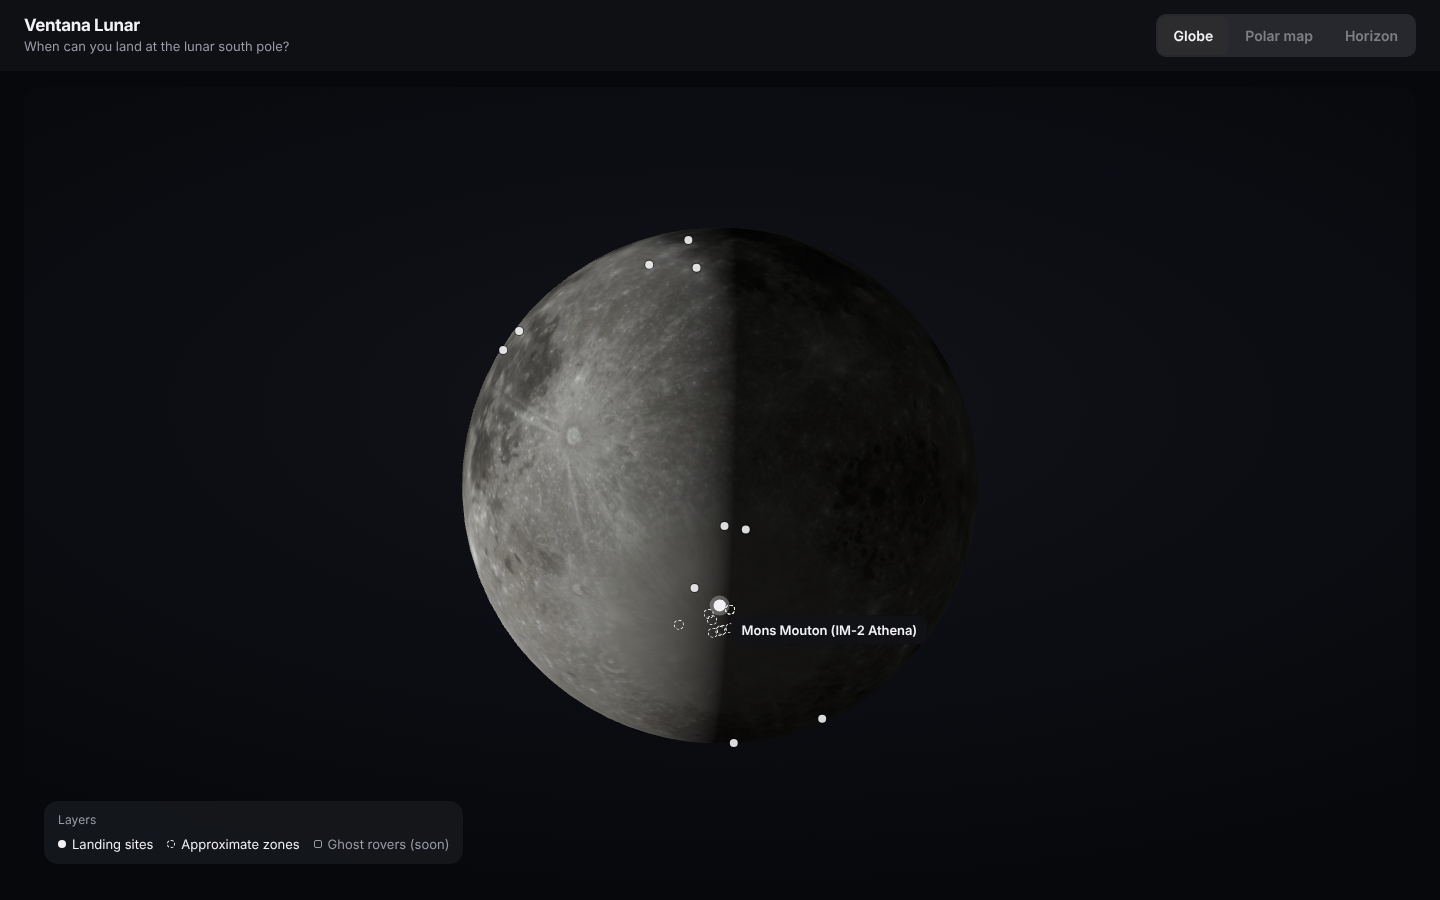 Ventana Lunar
When can you land at the lunar south pole?
Globe
Polar map
Horizon
Mons Mouton (IM-2 Athena)
Layers
Landing sites
Approximate zones
Ghost rovers (soon)